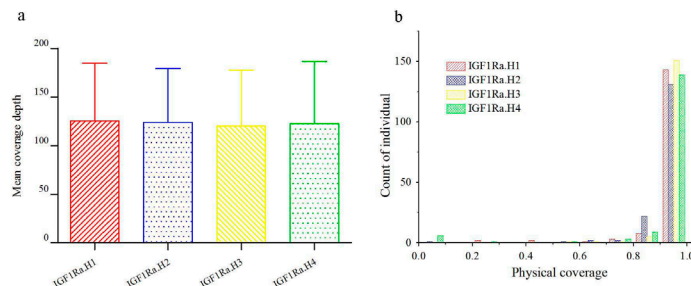 a
Mean coverage depth
200
150
100
50
0
IGF1Ra.H1
IGF1Ra.H2
IGF1Ra.H3
IGF1Ra.H4
b
Count of individual
150
100
50
0
IGF1Ra.H1
IGF1Ra.H2
IGF1Ra.H3
IGF1Ra.H4
0.0 0.2 0.4 0.6 0.8 1.0
Physical coverage